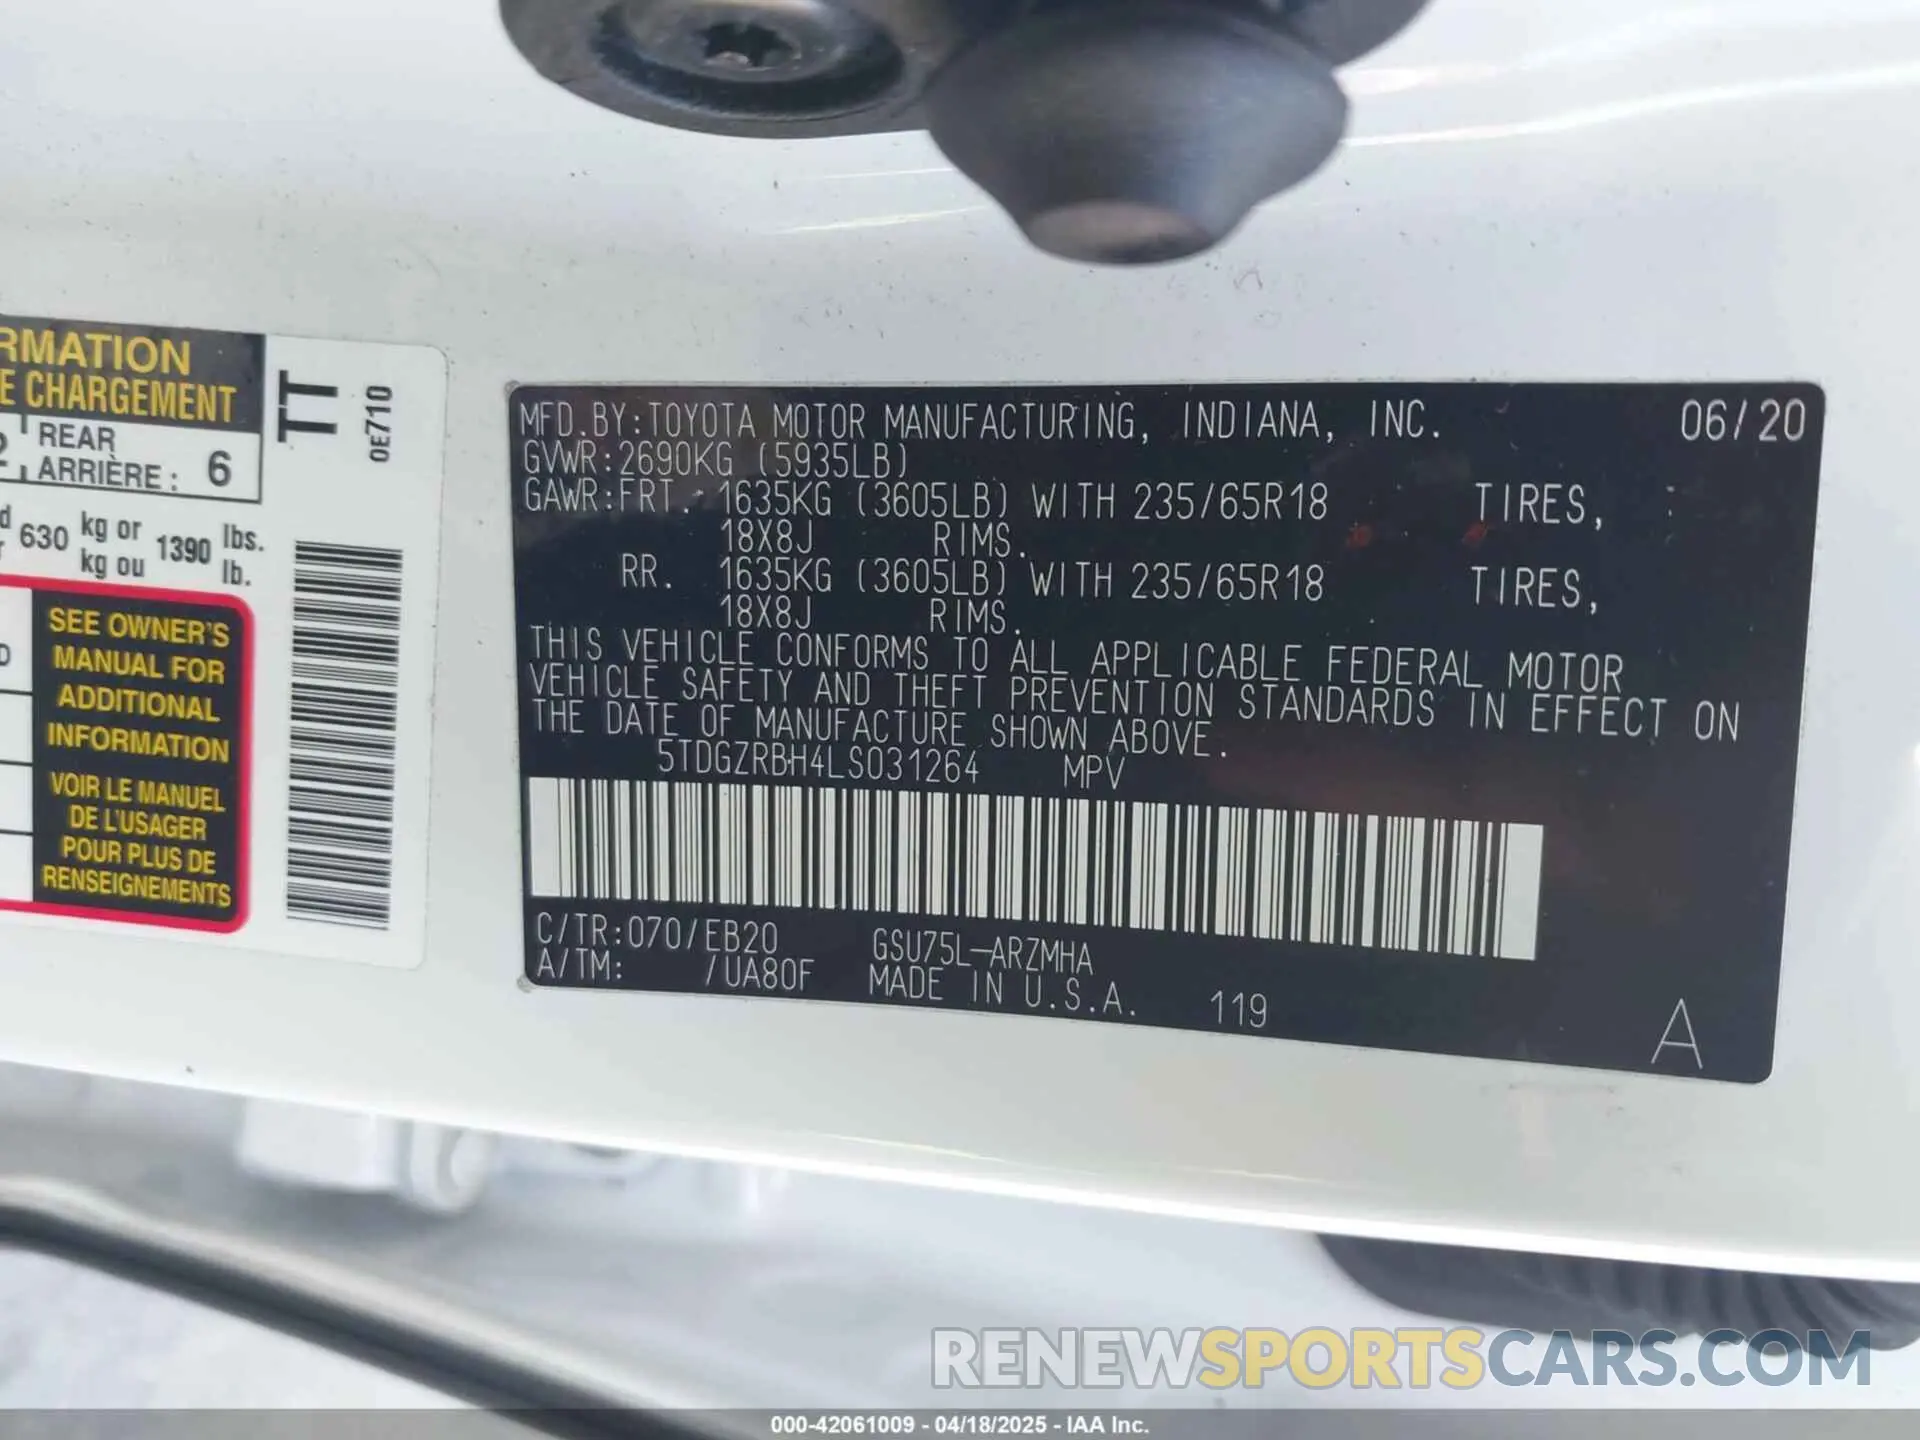 RMATION
E CHARGEMENT
REAR
ARRIÈRE : 6
630 kg or 1390 lbs.
kg ou lb.
SEE OWNER'S
MANUAL FOR
ADDITIONAL
INFORMATION
VOIR LE MANUEL
DE L'USAGER
POUR PLUS DE
RENSEIGNEMENTS
TT
0E710
MFD.BY:TOYOTA MOTOR MANUFACTURING, INDIANA, INC. 06/20
GVWR:2690KG (5935LB)
GAWR:FRT. 1635KG (3605LB) WITH 235/65R18 TIRES,
18X8J RIMS.
RR. 1635KG (3605LB) WITH 235/65R18 TIRES,
18X8J RIMS.
THIS VEHICLE CONFORMS TO ALL APPLICABLE FEDERAL MOTOR
VEHICLE SAFETY AND THEFT PREVENTION STANDARDS IN EFFECT ON
THE DATE OF MANUFACTURE SHOWN ABOVE.
5TDGZRBH4LS031264 MPV
C/TR:070/EB20 GSU75L-ARZMHA
A/TM: /UA80F MADE IN U.S.A. 119
A
RENEWSPORTSCARS.COM
000-42061009 - 04/18/2025 - IAA Inc.